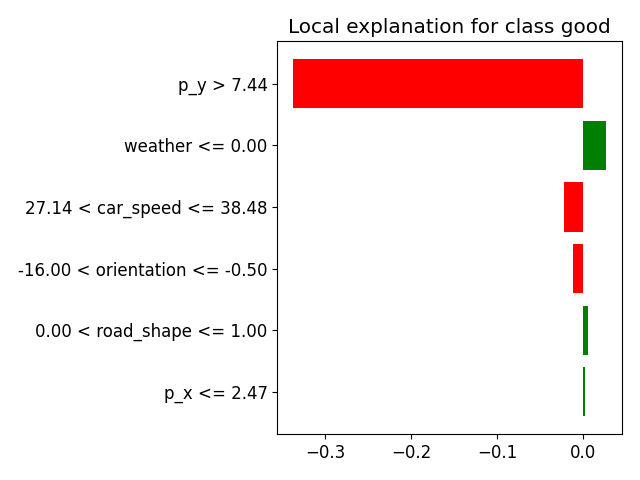 Local explanation for class good
p_y > 7.44
weather <= 0.00
27.14 < car_speed <= 38.48
-16.00 < orientation <= -0.50
0.00 < road_shape <= 1.00
p_x <= 2.47
−0.3 −0.2 −0.1 0.0